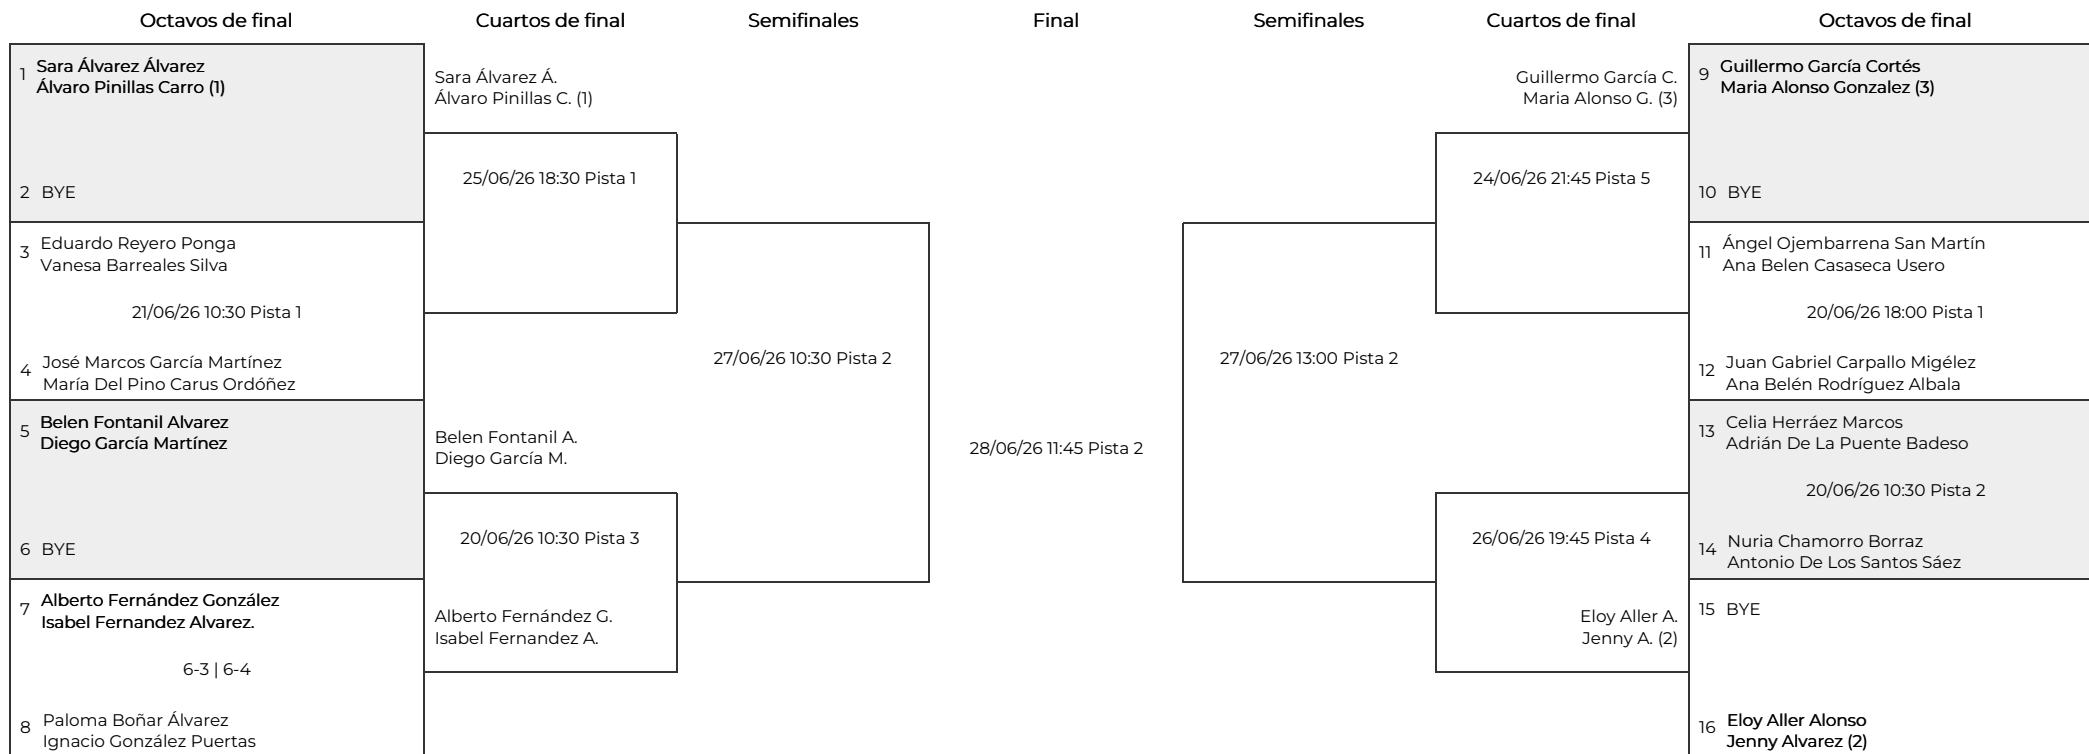 Octavos de final
Cuartos de final
Semifinales
Final
Semifinales
Cuartos de final
Octavos de final
1 Sara Álvarez Álvarez
Álvaro Pinillas Carro (1)
2 BYE
3 Eduardo Reyero Ponga
Vanesa Barreales Silva
21/06/26 10:30 Pista 1
4 José Marcos García Martínez
María Del Pino Carus Ordóñez
5 Belen Fontanil Alvarez
Diego García Martínez
6 BYE
7 Alberto Fernández González
Isabel Fernandez Alvarez.
6-3 | 6-4
8 Paloma Boñar Álvarez
Ignacio González Puertas
Sara Álvarez Á.
Álvaro Pinillas C. (1)
25/06/26 18:30 Pista 1
Belen Fontanil A.
Diego García M.
20/06/26 10:30 Pista 3
Alberto Fernández G.
Isabel Fernandez A.
27/06/26 10:30 Pista 2
28/06/26 11:45 Pista 2
27/06/26 13:00 Pista 2
Guillermo García C.
Maria Alonso G. (3)
24/06/26 21:45 Pista 5
26/06/26 19:45 Pista 4
Eloy Aller A.
Jenny A. (2)
9 Guillermo García Cortés
Maria Alonso Gonzalez (3)
10 BYE
11 Ángel Ojembarrena San Martín
Ana Belen Casaseca Usero
20/06/26 18:00 Pista 1
12 Juan Gabriel Carpallo Migélez
Ana Belén Rodríguez Albala
13 Celia Herráez Marcos
Adrián De La Puente Badeso
20/06/26 10:30 Pista 2
14 Nuria Chamorro Borraz
Antonio De Los Santos Sáez
15 BYE
16 Eloy Aller Alonso
Jenny Alvarez (2)